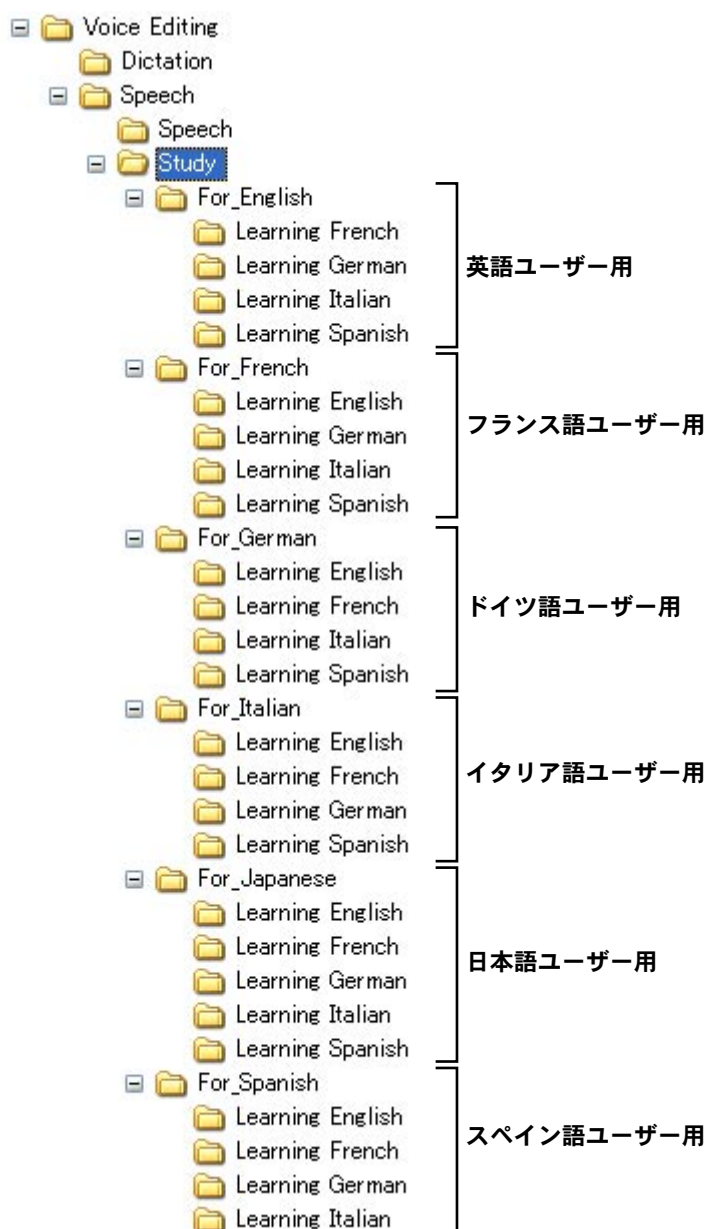 Voice Editing
Dictation
Speech
Speech
Study
For_English
Learning French
Learning German
英語ユーザー用
Learning Italian
Learning Spanish
For_French
Learning English
フランス語ユーザー用
Learning German
Learning Italian
Learning Spanish
For_German
Learning English
Learning French
ドイツ語ユーザー用
Learning Italian
Learning Spanish
For_Italian
Learning English
Learning French
イタリア語ユーザー用
Learning German
Learning Spanish
For_Japanese
Learning English
Learning French
日本語ユーザー用
Learning German
Learning Italian
Learning Spanish
For_Spanish
Learning English
スペイン語ユーザー用
Learning French
Learning German
Learning Italian